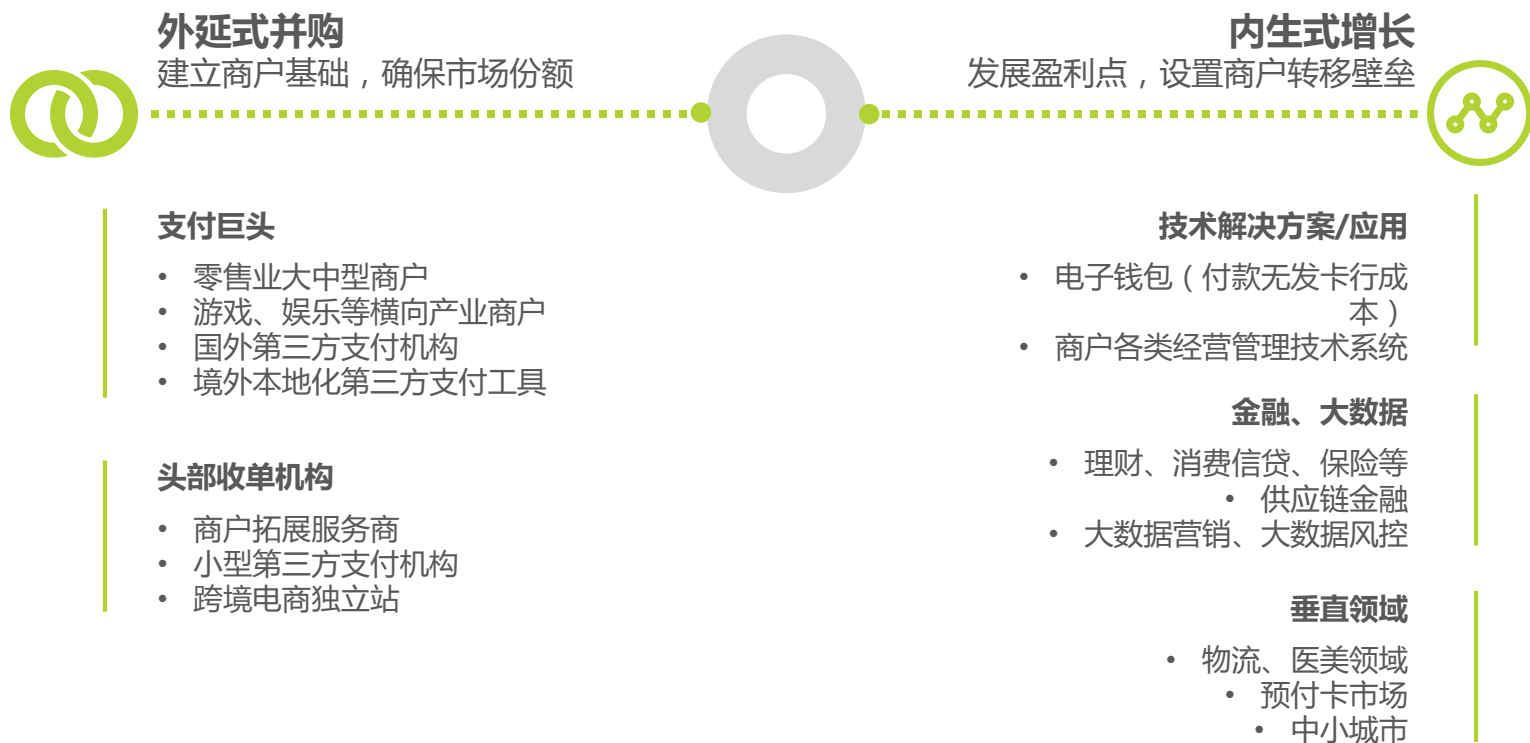 外延式并购
建立商户基础，确保市场份额
支付巨头
• 零售业大中型商户
• 游戏、娱乐等横向产业商户
• 国外第三方支付机构
• 境外本地化第三方支付工具
头部收单机构
• 商户拓展服务商
• 小型第三方支付机构
• 跨境电商独立站
内生式增长
发展盈利点，设置商户转移壁垒
技术解决方案/应用
• 电子钱包（付款无发卡行成
本）
• 商户各类经营管理技术系统
金融、大数据
• 理财、消费信贷、保险等
• 供应链金融
• 大数据营销、大数据风控
垂直领域
• 物流、医美领域
• 预付卡市场
• 中小城市